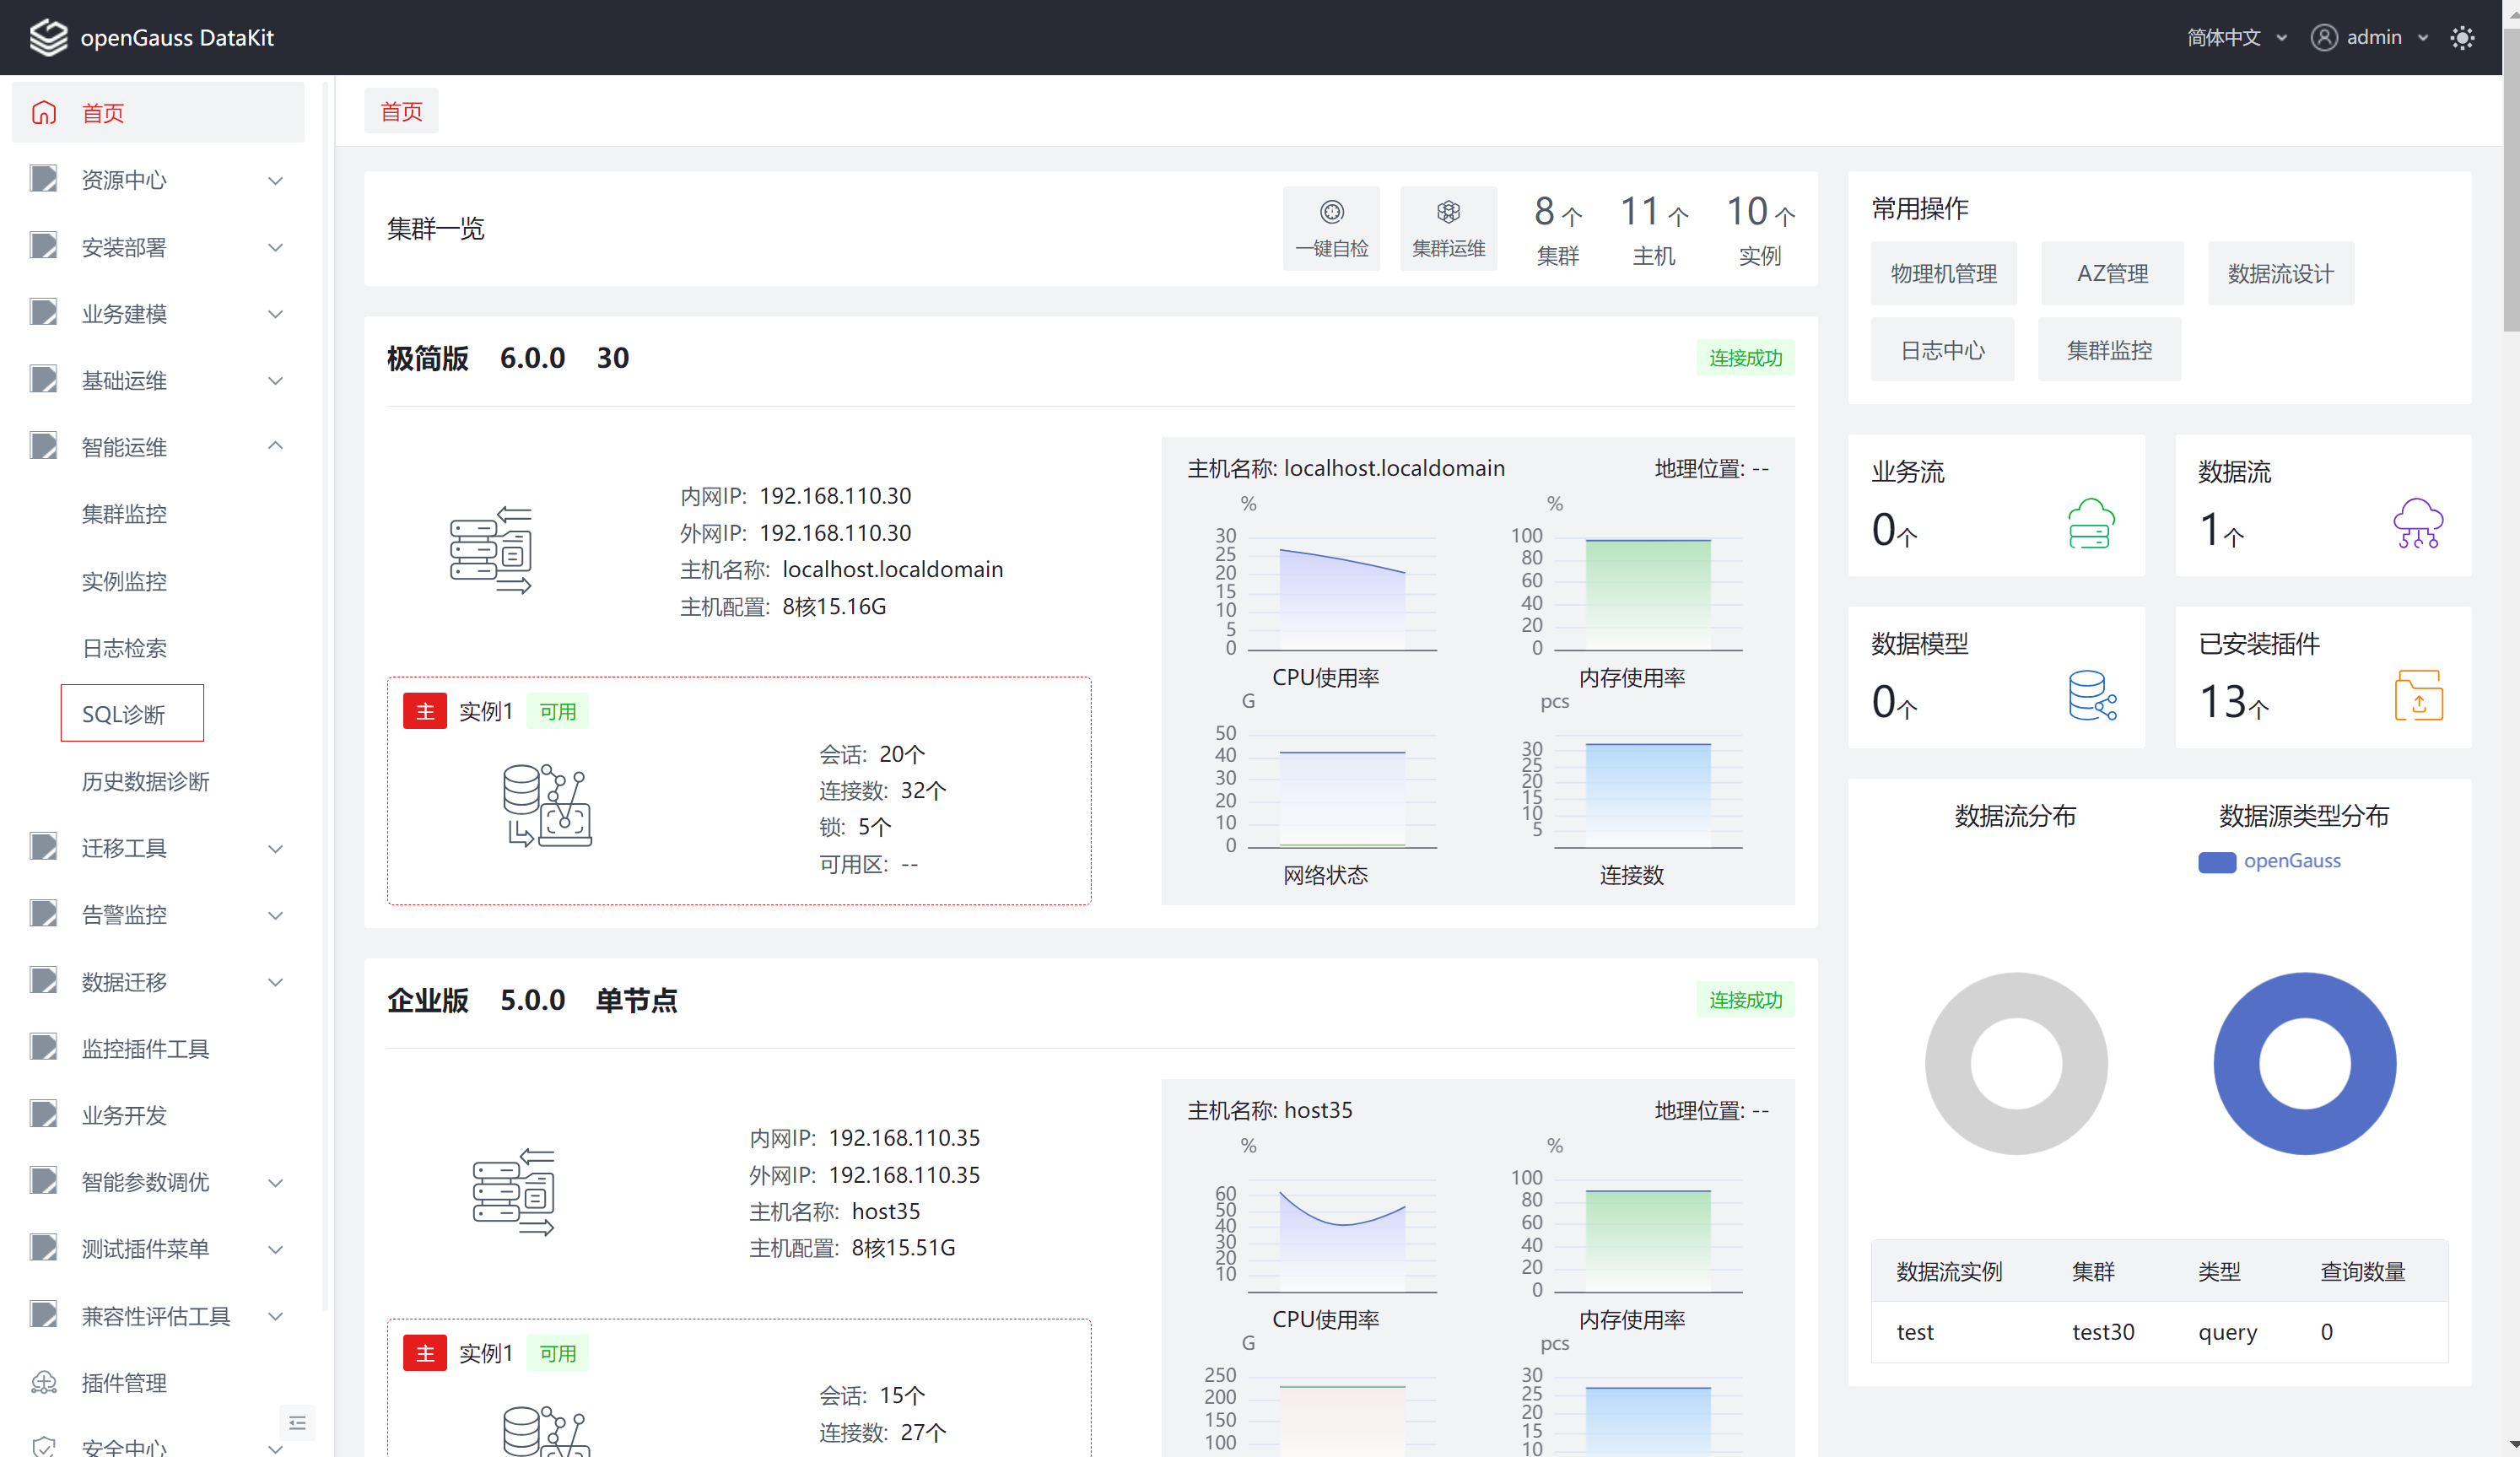 openGauss DataKit
简体中文
admin
首页
资源中心
安装部署
业务建模
基础运维
智能运维
集群监控
实例监控
日志检索
SQL诊断
历史数据诊断
迁移工具
告警监控
数据迁移
监控插件工具
业务开发
智能参数调优
测试插件菜单
兼容性评估工具
插件管理
安全中心
首页
集群一览
一键自检
集群运维
8个
集群
11个
主机
10个
实例
极简版 6.0.0 30
连接成功
内网IP: 192.168.110.30
外网IP: 192.168.110.30
主机名称: localhost.localdomain
主机配置: 8核15.16G
主 实例1 可用
会话: 20个
连接数: 32个
锁: 5个
可用区: --
主机名称: localhost.localdomain
地理位置: --
%
30
25
20
15
10
5
0
CPU使用率
%
100
80
60
40
20
0
内存使用率
G
50
40
30
20
10
0
网络状态
pcs
30
25
20
15
10
5
连接数
企业版 5.0.0 单节点
连接成功
内网IP: 192.168.110.35
外网IP: 192.168.110.35
主机名称: host35
主机配置: 8核15.51G
主 实例1 可用
会话: 15个
连接数: 27个
主机名称: host35
地理位置: --
%
60
50
40
30
20
10
CPU使用率
%
100
80
60
40
20
0
内存使用率
G
250
200
150
100
pcs
30
25
20
15
10
常用操作
物理机管理
AZ管理
数据流设计
日志中心
集群监控
业务流
0个
数据流
1个
数据模型
0个
已安装插件
13个
数据流分布
数据源类型分布
openGauss
数据流实例 集群 类型 查询数量
test test30 query 0